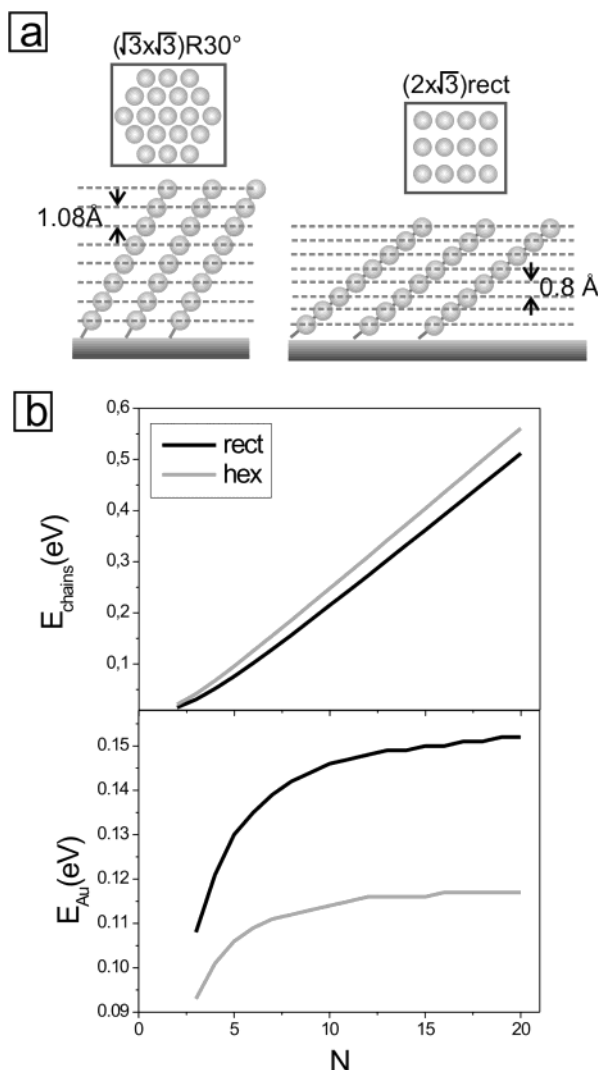 a
(√3x√3)R30°
(2x√3)rect
1.08Å
0.8 Å
b
rect
hex
E_chains(eV)
0,6
0,5
0,4
0,3
0,2
0,1
E_Au(eV)
0.15
0.14
0.13
0.12
0.11
0.10
0.09
0 5 10 15 20
N